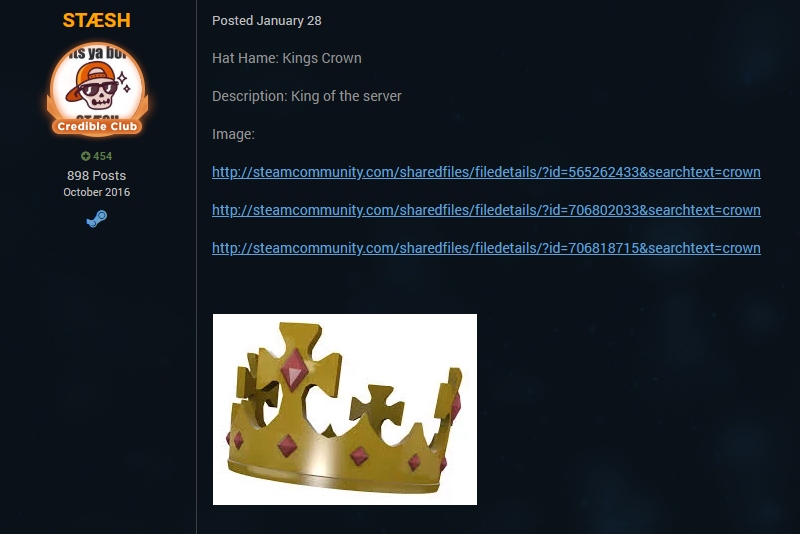 STÆSH
its ya boi
STÆSH
Credible Club
454
898 Posts
October 2016
Posted January 28
Hat Hame: Kings Crown
Description: King of the server
Image:
http://steamcommunity.com/sharedfiles/filedetails/?id=565262433&searchtext=crown
http://steamcommunity.com/sharedfiles/filedetails/?id=706802033&searchtext=crown
http://steamcommunity.com/sharedfiles/filedetails/?id=706818715&searchtext=crown